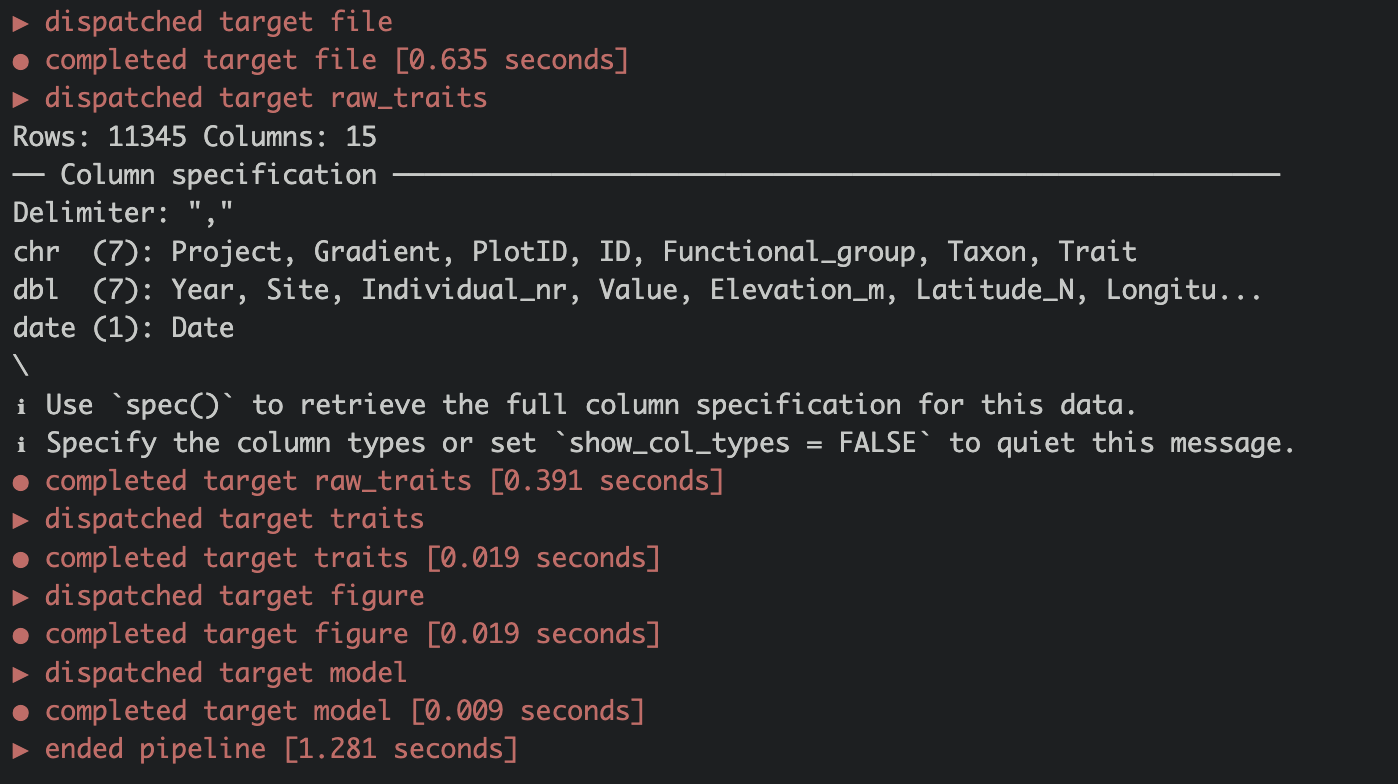 ▶ dispatched target file
● completed target file [0.635 seconds]
▶ dispatched target raw_traits
Rows: 11345 Columns: 15
── Column specification ────────────────────────────────────────────────────────
Delimiter: ","
chr  (7): Project, Gradient, PlotID, ID, Functional_group, Taxon, Trait
dbl  (7): Year, Site, Individual_nr, Value, Elevation_m, Latitude_N, Longitu...
date (1): Date
\
ℹ Use `spec()` to retrieve the full column specification for this data.
ℹ Specify the column types or set `show_col_types = FALSE` to quiet this message.
● completed target raw_traits [0.391 seconds]
▶ dispatched target traits
● completed target traits [0.019 seconds]
▶ dispatched target figure
● completed target figure [0.019 seconds]
▶ dispatched target model
● completed target model [0.009 seconds]
▶ ended pipeline [1.281 seconds]